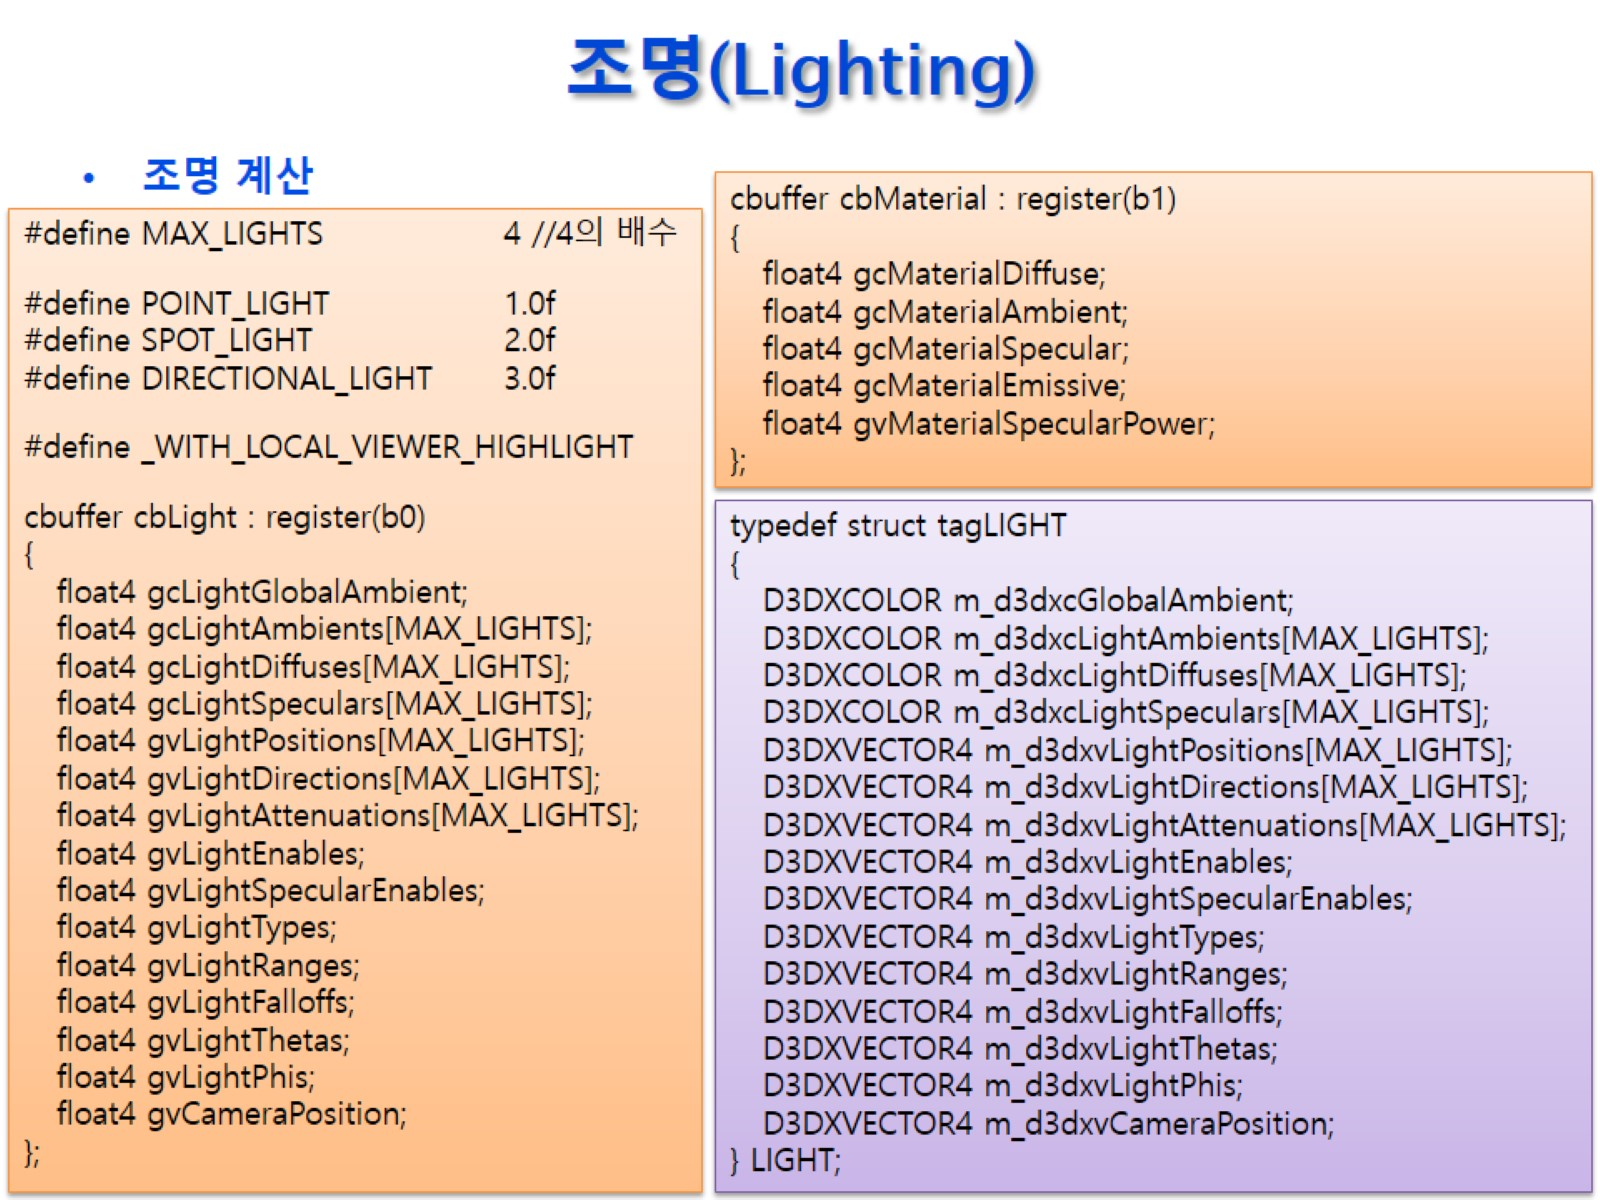 조명(Lighting)
• 조명 계산
#define MAX_LIGHTS 4 //4의 배수
#define POINT_LIGHT 1.0f
#define SPOT_LIGHT 2.0f
#define DIRECTIONAL_LIGHT 3.0f
#define _WITH_LOCAL_VIEWER_HIGHLIGHT
cbuffer cbLight : register(b0)
{
float4 gcLightGlobalAmbient;
float4 gcLightAmbients[MAX_LIGHTS];
float4 gcLightDiffuses[MAX_LIGHTS];
float4 gcLightSpeculars[MAX_LIGHTS];
float4 gvLightPositions[MAX_LIGHTS];
float4 gvLightDirections[MAX_LIGHTS];
float4 gvLightAttenuations[MAX_LIGHTS];
float4 gvLightEnables;
float4 gvLightSpecularEnables;
float4 gvLightTypes;
float4 gvLightRanges;
float4 gvLightFalloffs;
float4 gvLightThetas;
float4 gvLightPhis;
float4 gvCameraPosition;
};
cbuffer cbMaterial : register(b1)
{
float4 gcMaterialDiffuse;
float4 gcMaterialAmbient;
float4 gcMaterialSpecular;
float4 gcMaterialEmissive;
float4 gvMaterialSpecularPower;
};
typedef struct tagLIGHT
{
D3DXCOLOR m_d3dxcGlobalAmbient;
D3DXCOLOR m_d3dxcLightAmbients[MAX_LIGHTS];
D3DXCOLOR m_d3dxcLightDiffuses[MAX_LIGHTS];
D3DXCOLOR m_d3dxcLightSpeculars[MAX_LIGHTS];
D3DXVECTOR4 m_d3dxvLightPositions[MAX_LIGHTS];
D3DXVECTOR4 m_d3dxvLightDirections[MAX_LIGHTS];
D3DXVECTOR4 m_d3dxvLightAttenuations[MAX_LIGHTS];
D3DXVECTOR4 m_d3dxvLightEnables;
D3DXVECTOR4 m_d3dxvLightSpecularEnables;
D3DXVECTOR4 m_d3dxvLightTypes;
D3DXVECTOR4 m_d3dxvLightRanges;
D3DXVECTOR4 m_d3dxvLightFalloffs;
D3DXVECTOR4 m_d3dxvLightThetas;
D3DXVECTOR4 m_d3dxvLightPhis;
D3DXVECTOR4 m_d3dxvCameraPosition;
} LIGHT;